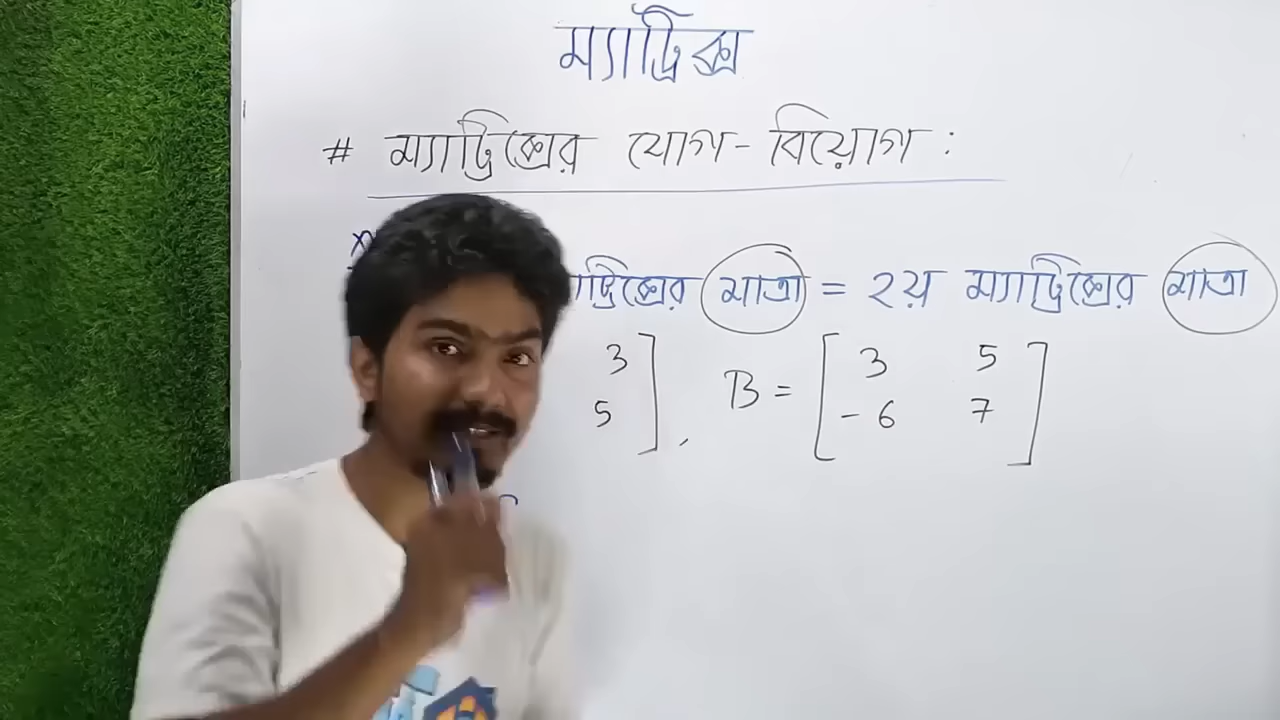 ম্যাট্রিক্স
# ম্যাট্রিক্সের যোগ-বিয়োগ :
মাত্রা = ২য় ম্যাট্রিক্সের মাত্রা
3 ] , B = [ 3 5
5 -6 7 ]